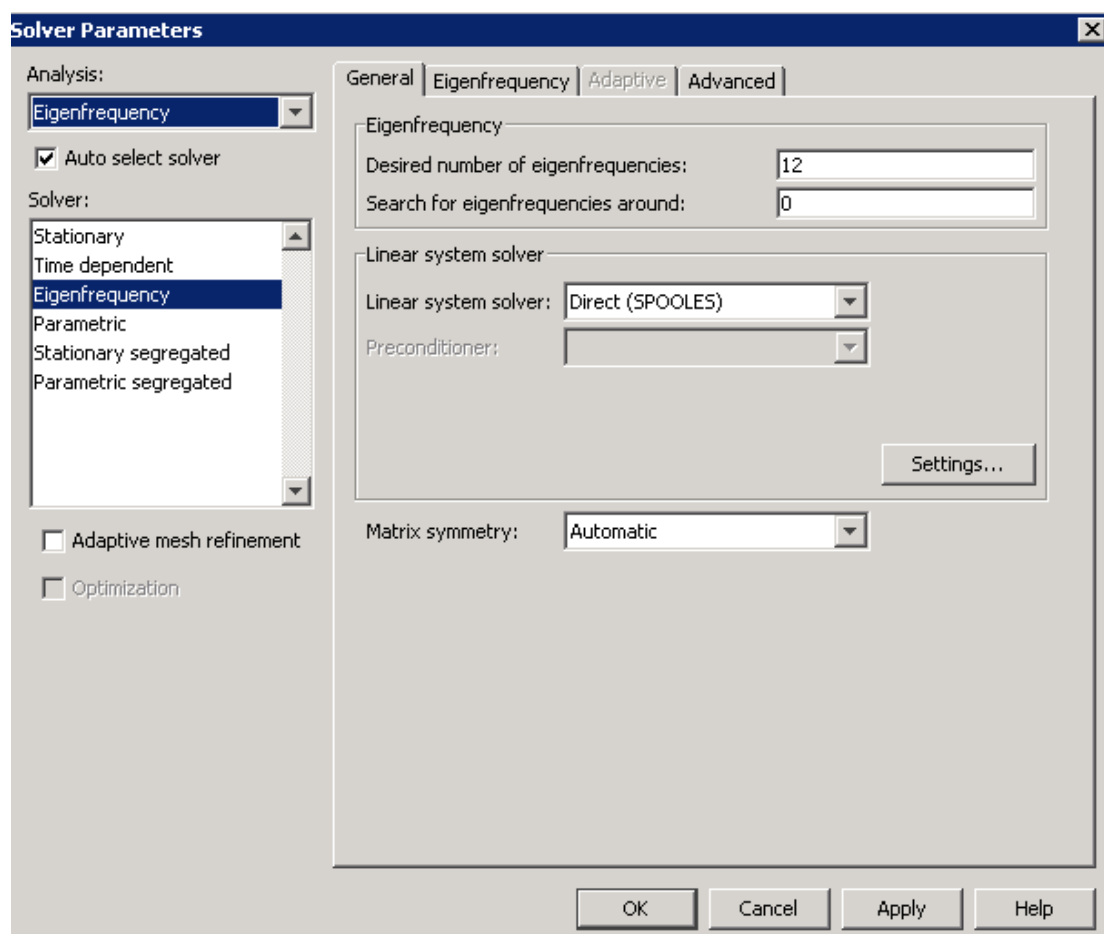 Solver Parameters
Analysis:
Eigenfrequency
Auto select solver
Solver:
Stationary
Time dependent
Eigenfrequency
Parametric
Stationary segregated
Parametric segregated
Adaptive mesh refinement
Optimization
General Eigenfrequency Adaptive Advanced
Eigenfrequency
Desired number of eigenfrequencies: 12
Search for eigenfrequencies around: 0
Linear system solver
Linear system solver: Direct (SPOOLES)
Preconditioner:
Settings...
Matrix symmetry: Automatic
OK Cancel Apply Help